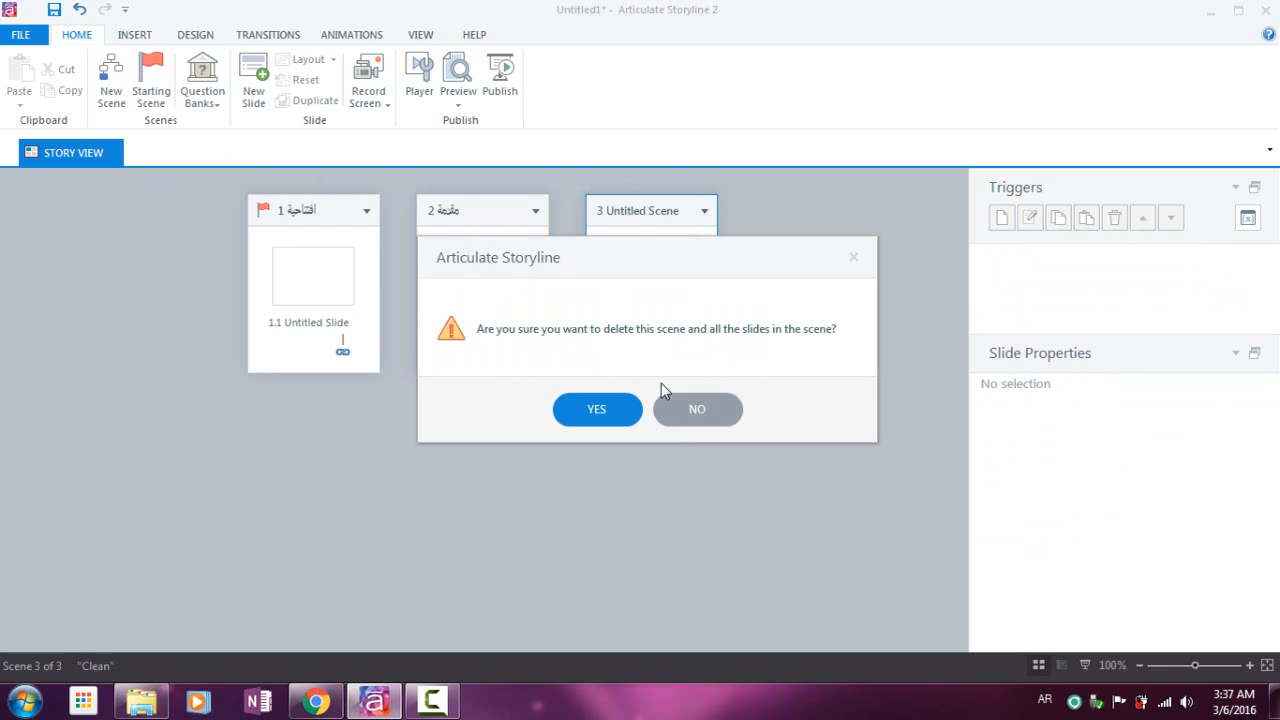 Untitled1* - Articulate Storyline 2
FILE
HOME
INSERT
DESIGN
TRANSITIONS
ANIMATIONS
VIEW
HELP
Paste
Cut
Copy
Clipboard
New Scene
Starting Scene
Question Banks
Scenes
New Slide
Layout
Reset
Duplicate
Record Screen
Slide
Player
Preview
Publish
Publish
STORY VIEW
1 افتتاحية
2 مقدمة
3 Untitled Scene
1.1 Untitled Slide
Articulate Storyline
Are you sure you want to delete this scene and all the slides in the scene?
YES
NO
Triggers
Slide Properties
No selection
Scene 3 of 3
"Clean"
100%
AR
3:37 AM
3/6/2016